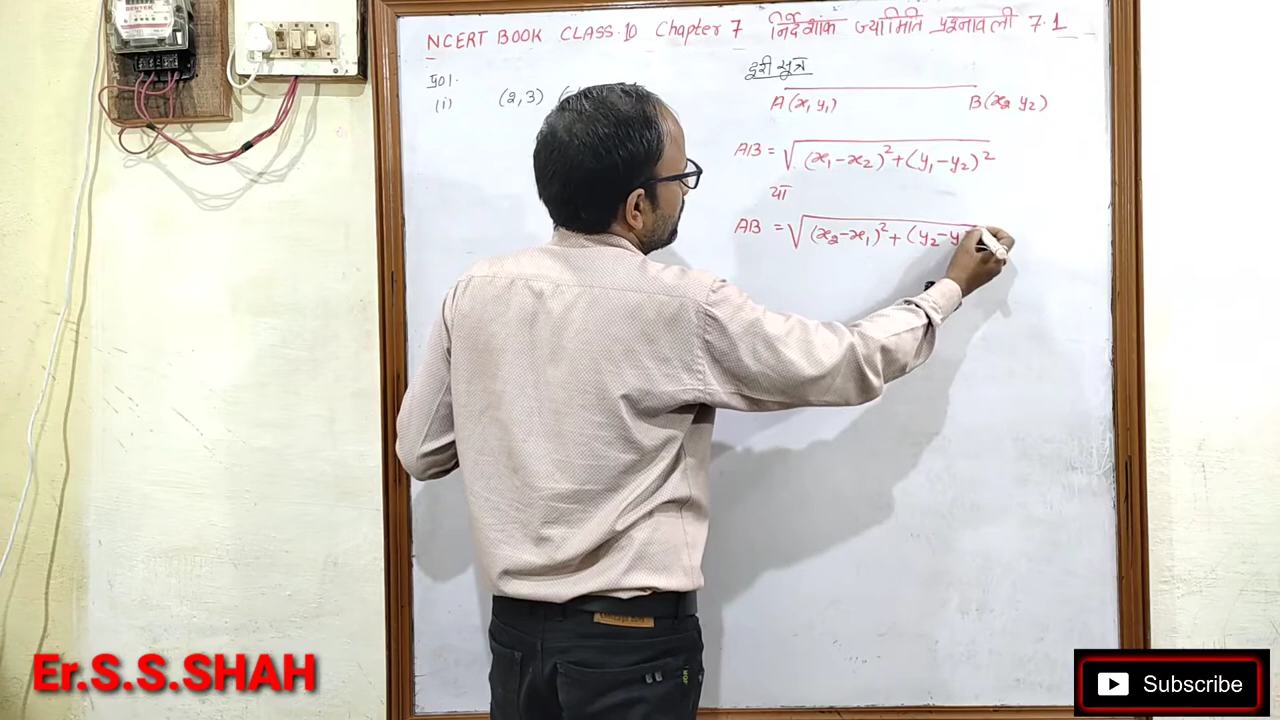 NCERT BOOK CLASS.10 Chapter 7 निर्देशांक ज्यामिति प्रश्नावली 7.1
प्र01.
(i) (2,3)
दूरी सूत्र
A(x₁ y₁) B(x₂ y₂)
AB = √(x₁-x₂)²+(y₁-y₂)²
या
AB = √(x₂-x₁)²+(y₂-y
Er.S.S.SHAH
Subscribe